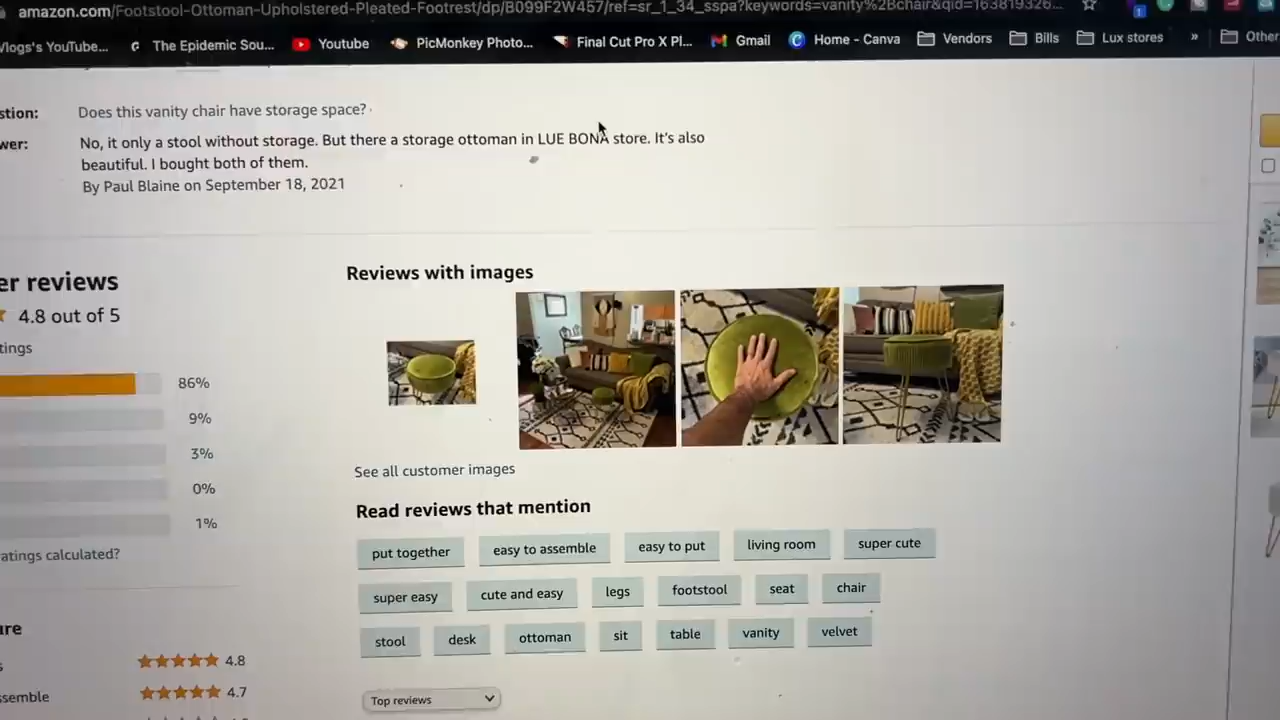 amazon.com/Footstool-Ottoman-Upholstered-Pleated-Footrest/dp/B099F2W457/ref=sr_1_34_sspa?keywords=vanity%2Bchair&qid=163819326...
Vlogs's YouTube... The Epidemic Sou... Youtube PicMonkey Photo... Final Cut Pro X Pl... Gmail Home - Canva Vendors Bills Lux stores » Other
stion: Does this vanity chair have storage space?
wer: No, it only a stool without storage. But there a storage ottoman in LUE BONA store. It's also
beautiful. I bought both of them.
By Paul Blaine on September 18, 2021
er reviews
4.8 out of 5
tings
86%
9%
3%
0%
1%
atings calculated?
Reviews with images
See all customer images
Read reviews that mention
put together easy to assemble easy to put living room super cute
super easy cute and easy legs footstool seat chair
stool desk ottoman sit table vanity velvet
Top reviews
ure
s 4.8
ssemble 4.7